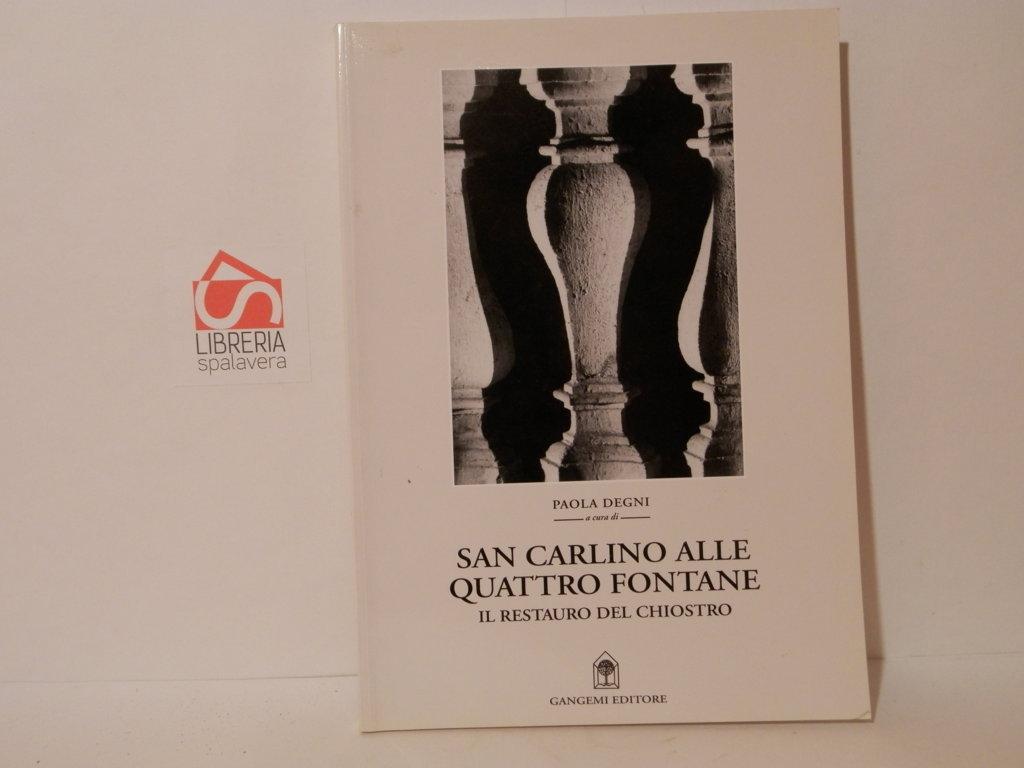 LIBRERIA
spalavera
PAOLA DEGNI
a cura di
SAN CARLINO ALLE
QUATTRO FONTANE
IL RESTAURO DEL CHIOSTRO
GANGEMI EDITORE